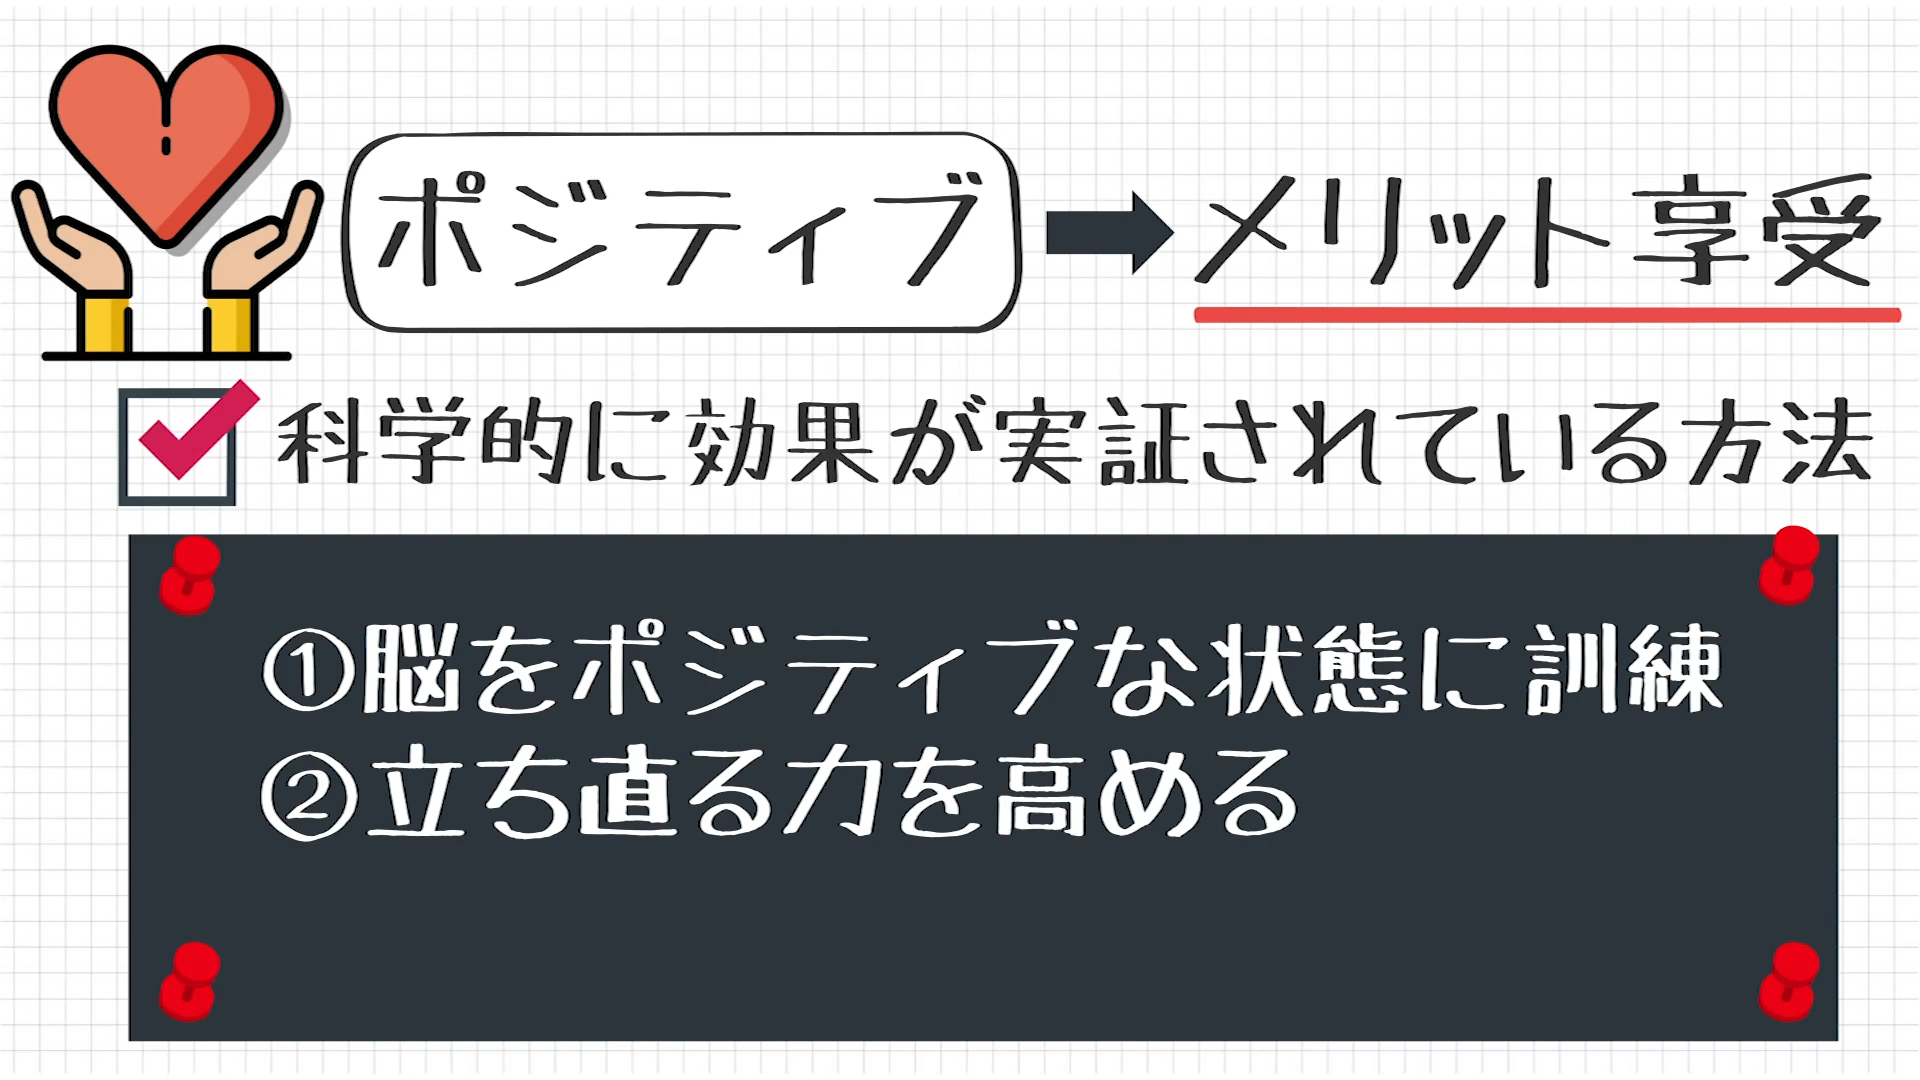 ポジティブ➡メリット享受
科学的に効果が実証されている方法
①脳をポジティブな状態に訓練
②立ち直る力を高める